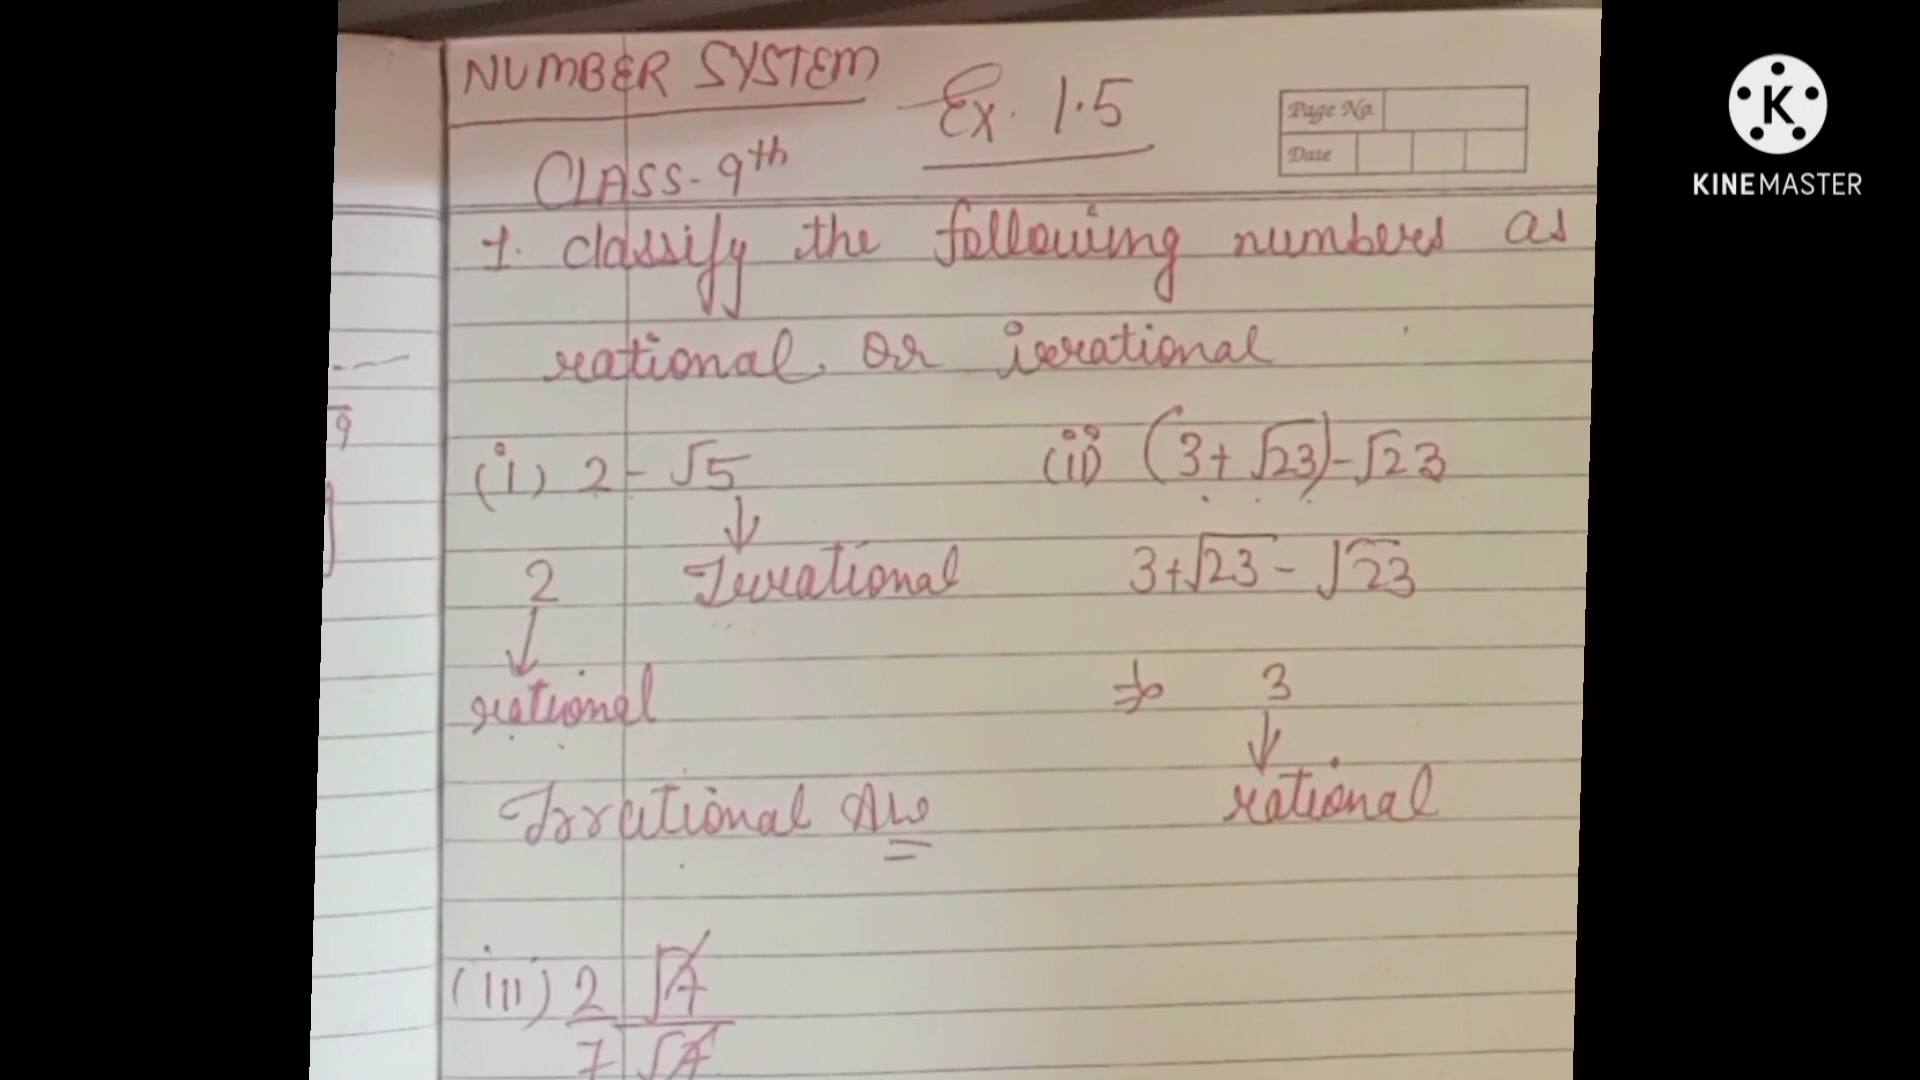 NUMBER SYSTEM
Ex. 1.5
Page No.
Date
CLASS-9th
1. classify the following numbers as
rational or irrational
(i) 2 - √5
(ii) (3+√23)-√23
2
Irrational
3+√23 - √23
rational
⇒ 3
rational
Irrational Ans
(iii) 2√7
7√7
9
K
KINEMASTER